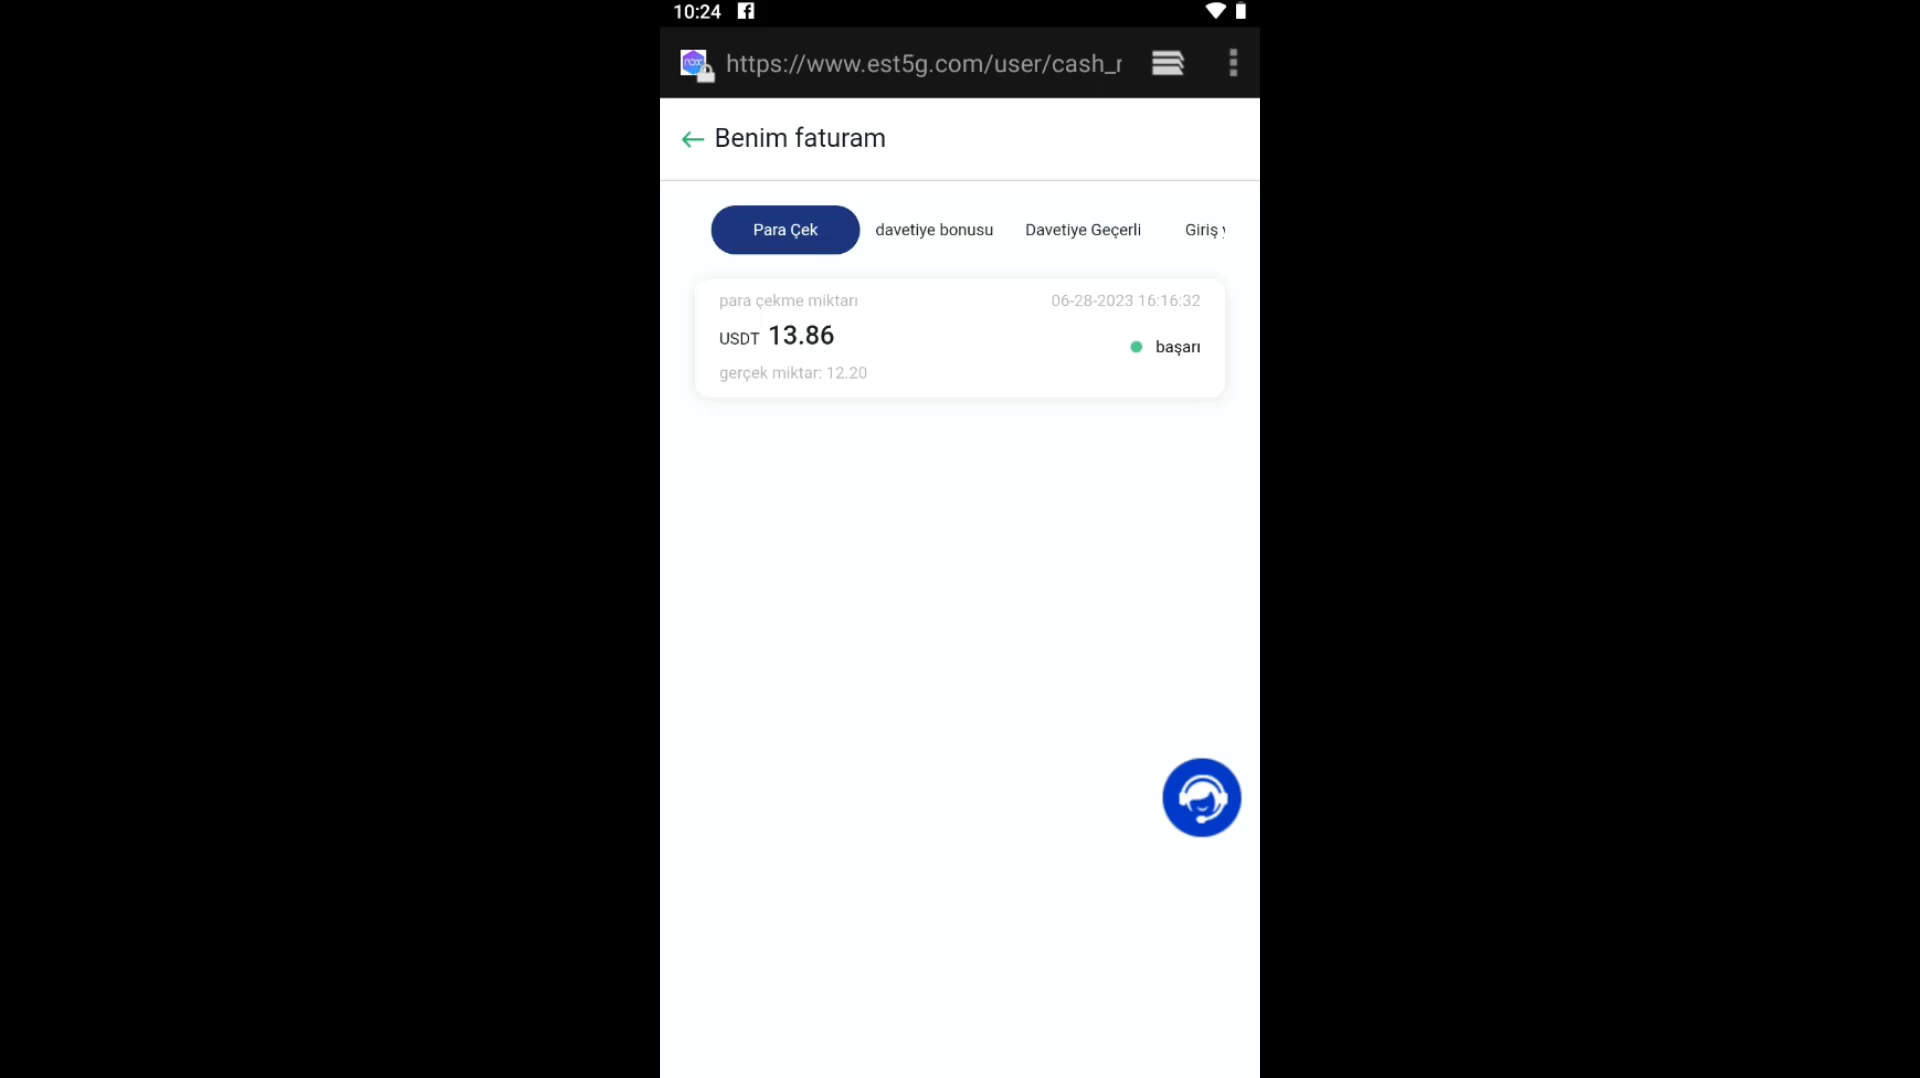 10:24
https://www.est5g.com/user/cash_r
Benim faturam
Para Çek davetiye bonusu Davetiye Geçerli Giriş y
para çekme miktarı 06-28-2023 16:16:32
USDT 13.86
başarı
gerçek miktar: 12.20